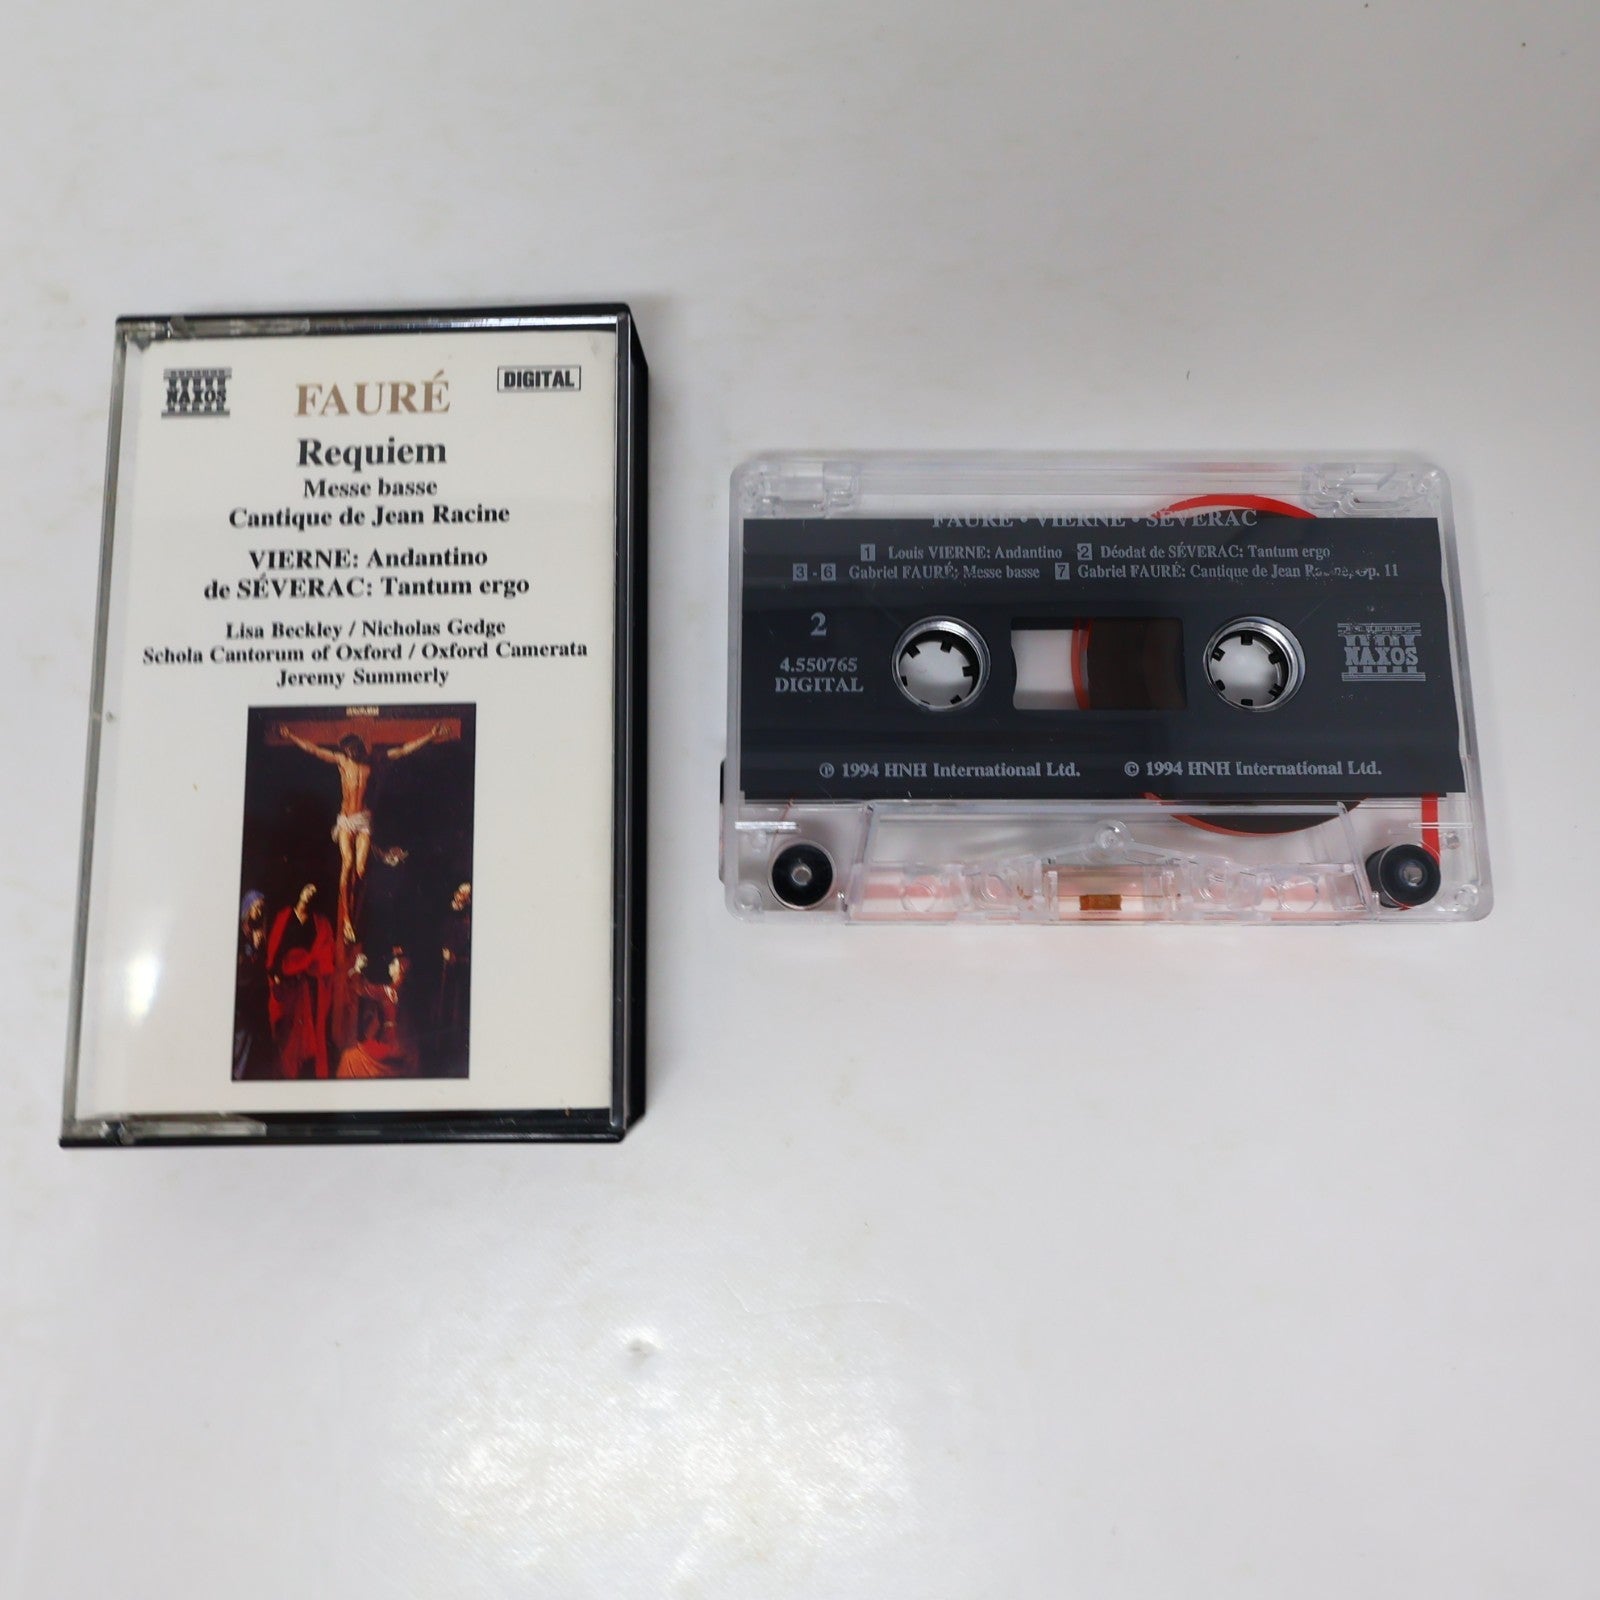 NAXOS
FAURÉ
DIGITAL
Requiem
Messe basse
Cantique de Jean Racine
VIERNE: Andantino
de SÉVERAC: Tantum ergo
Lisa Beckley / Nicholas Gedge
Schola Cantorum of Oxford / Oxford Camerata
Jeremy Summerly
FAURÉ • VIERNE • SÉVERAC
1 Louis VIERNE: Andantino 2 Déodat de SÉVERAC: Tantum ergo
3 - 6 Gabriel FAURÉ: Messe basse 7 Gabriel FAURÉ: Cantique de Jean Racine, Op. 11
2
4.550765
DIGITAL
NAXOS
℗ 1994 HNH International Ltd. © 1994 HNH International Ltd.